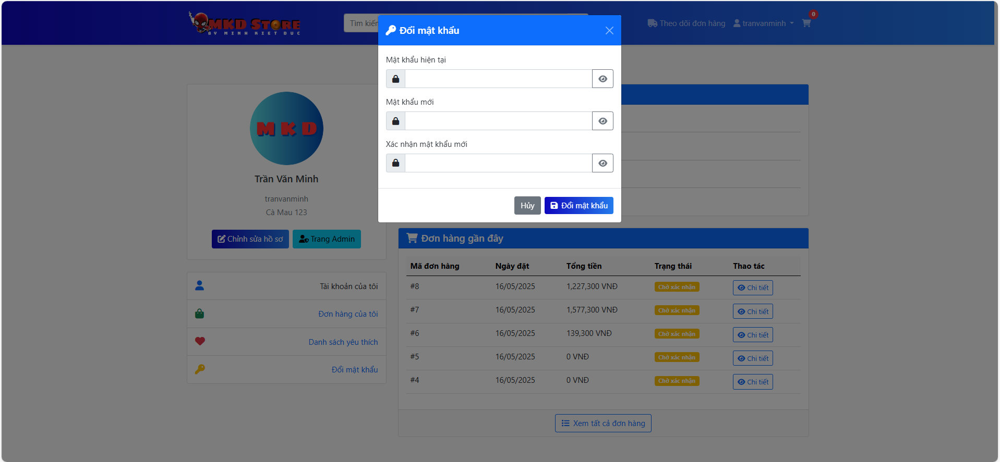 MKD STORE
BY MINH KIET DUC
Tìm kiếm
Theo dõi đơn hàng
tranvanminh
0
Đổi mật khẩu
Mật khẩu hiện tại
Mật khẩu mới
Xác nhận mật khẩu mới
Hủy
Đổi mật khẩu
MKD
Trần Văn Minh
tranvanminh
Cà Mau 123
Chỉnh sửa hồ sơ
Trang Admin
Tài khoản của tôi
Đơn hàng của tôi
Danh sách yêu thích
Đổi mật khẩu
Đơn hàng gần đây
Mã đơn hàng Ngày đặt Tổng tiền Trạng thái Thao tác
#8 16/05/2025 1,227,300 VNĐ Chờ xác nhận Chi tiết
#7 16/05/2025 1,577,300 VNĐ Chờ xác nhận Chi tiết
#6 16/05/2025 139,300 VNĐ Chờ xác nhận Chi tiết
#5 16/05/2025 0 VNĐ Chờ xác nhận Chi tiết
#4 16/05/2025 0 VNĐ Chờ xác nhận Chi tiết
Xem tất cả đơn hàng